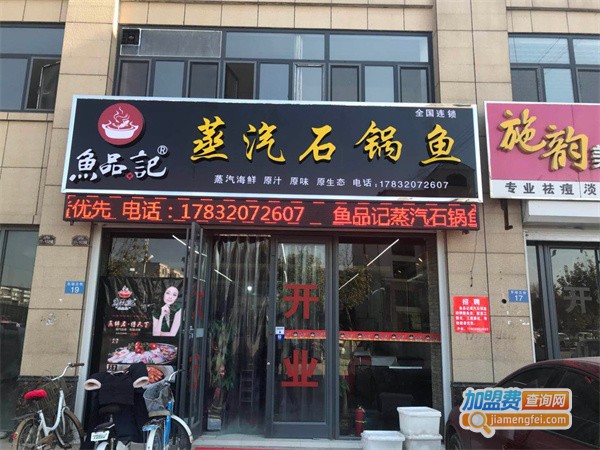 全国连锁
魚品記®
蒸汽石锅鱼
蒸汽海鲜 原汁 原味 原生态 电话:17832072607
优先 电话:17832072607 鱼品记蒸汽石锅鱼
施韵
专业祛痘
19
17
开业
招聘
加盟费查询网
jiamengfei.com